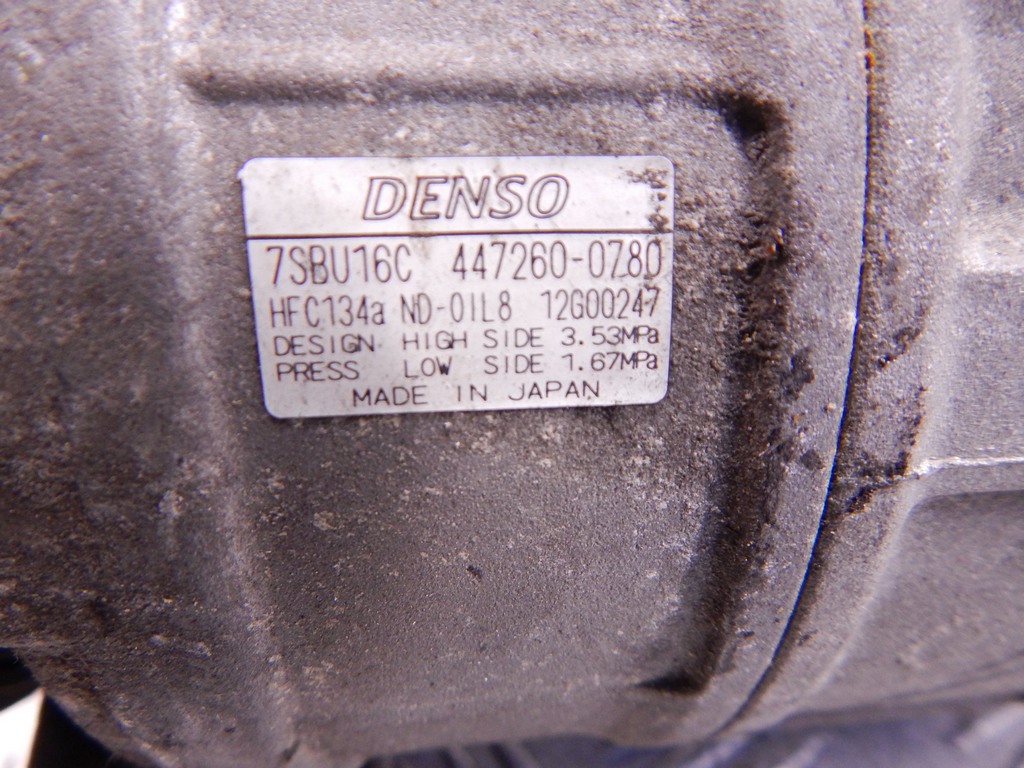 DENSO
7SBU16C 447260-0780
HFC134a ND-OIL8 12G00247
DESIGN HIGH SIDE 3.53MPa
PRESS LOW SIDE 1.67MPa
MADE IN JAPAN